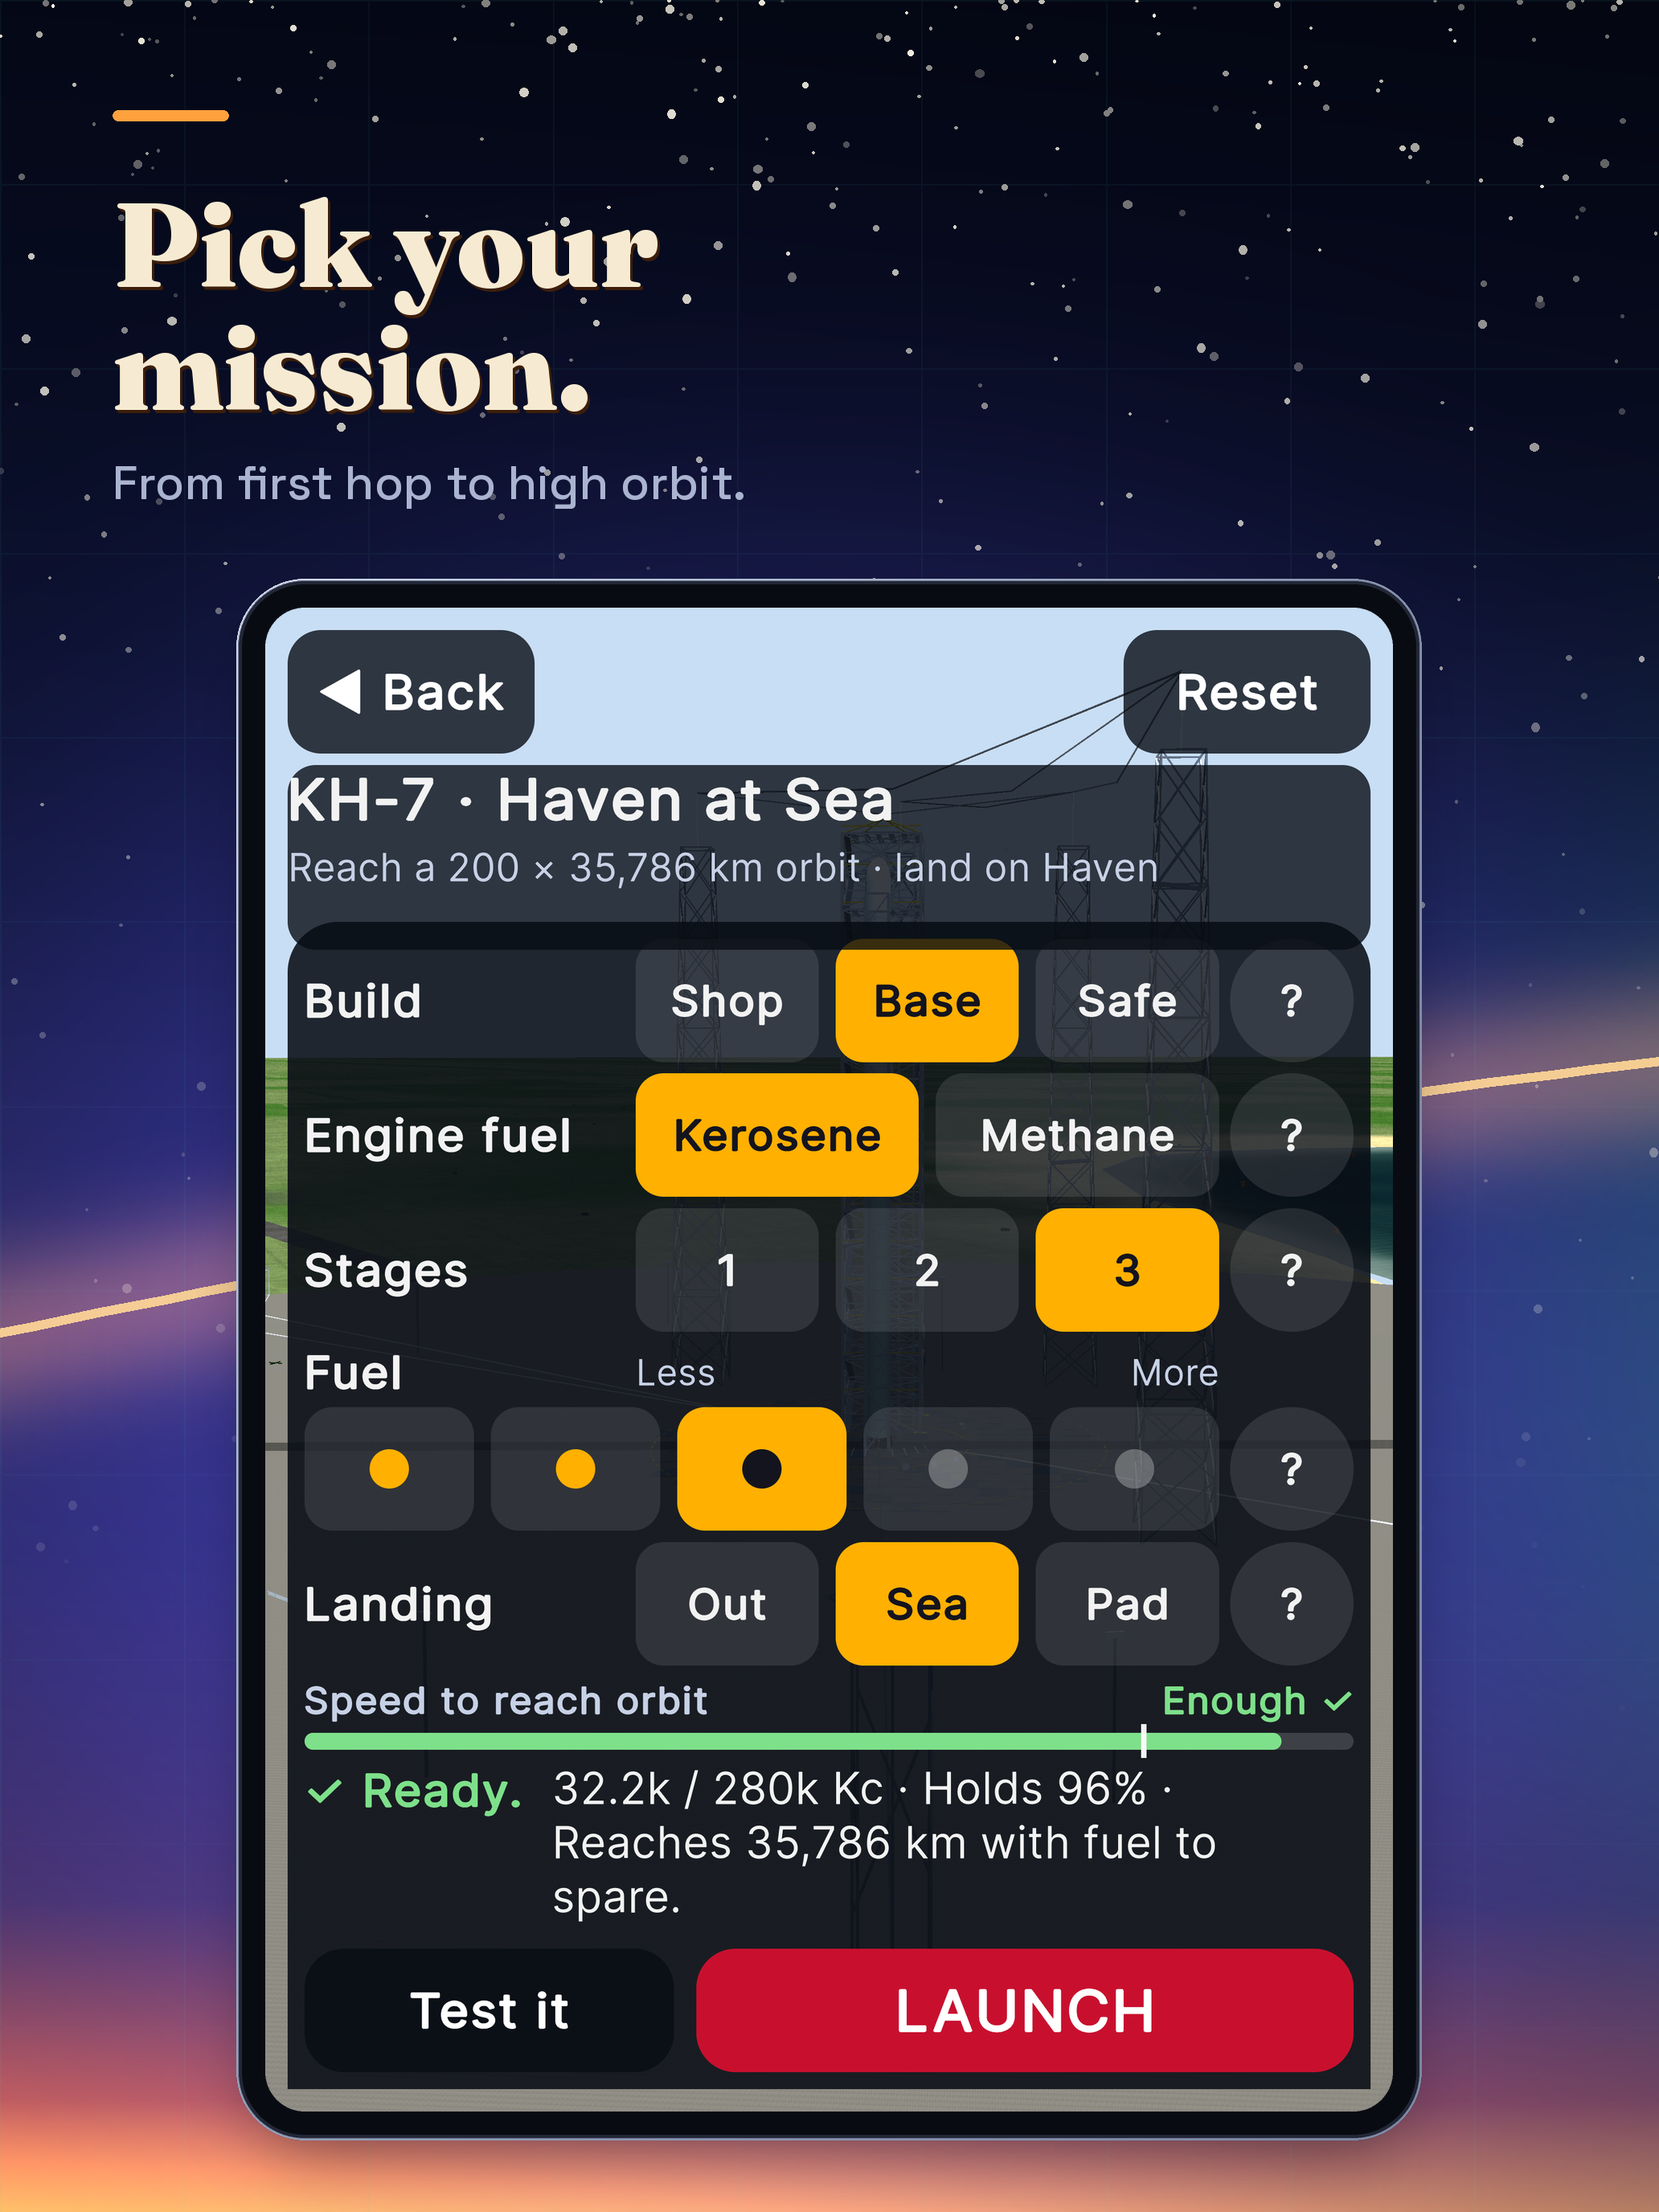 Pick your
mission.
From first hop to high orbit.
◀ Back
Reset
KH-7 · Haven at Sea
Reach a 200 × 35,786 km orbit · land on Haven
Build Shop Base Safe ?
Engine fuel Kerosene Methane ?
Stages 1 2 3 ?
Fuel Less More
?
Landing Out Sea Pad ?
Speed to reach orbit Enough ✓
✓ Ready. 32.2k / 280k Kc · Holds 96% ·
Reaches 35,786 km with fuel to
spare.
Test it LAUNCH